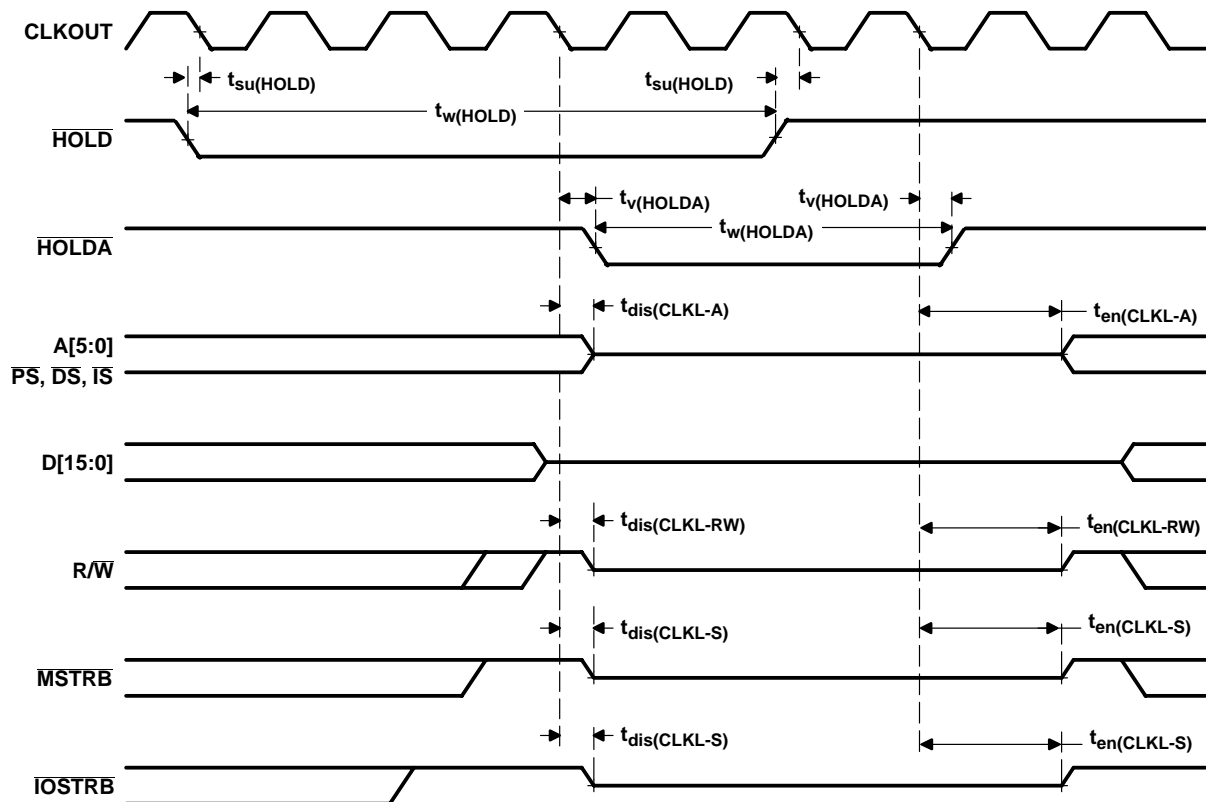 CLKOUT
tsu(HOLD)
tsu(HOLD)
tw(HOLD)
HOLD
tv(HOLDA)
tv(HOLDA)
tw(HOLDA)
HOLDA
tdis(CLKL-A)
ten(CLKL-A)
A[5:0]
PS, DS, IS
D[15:0]
tdis(CLKL-RW)
ten(CLKL-RW)
R/W
tdis(CLKL-S)
ten(CLKL-S)
MSTRB
tdis(CLKL-S)
ten(CLKL-S)
IOSTRB